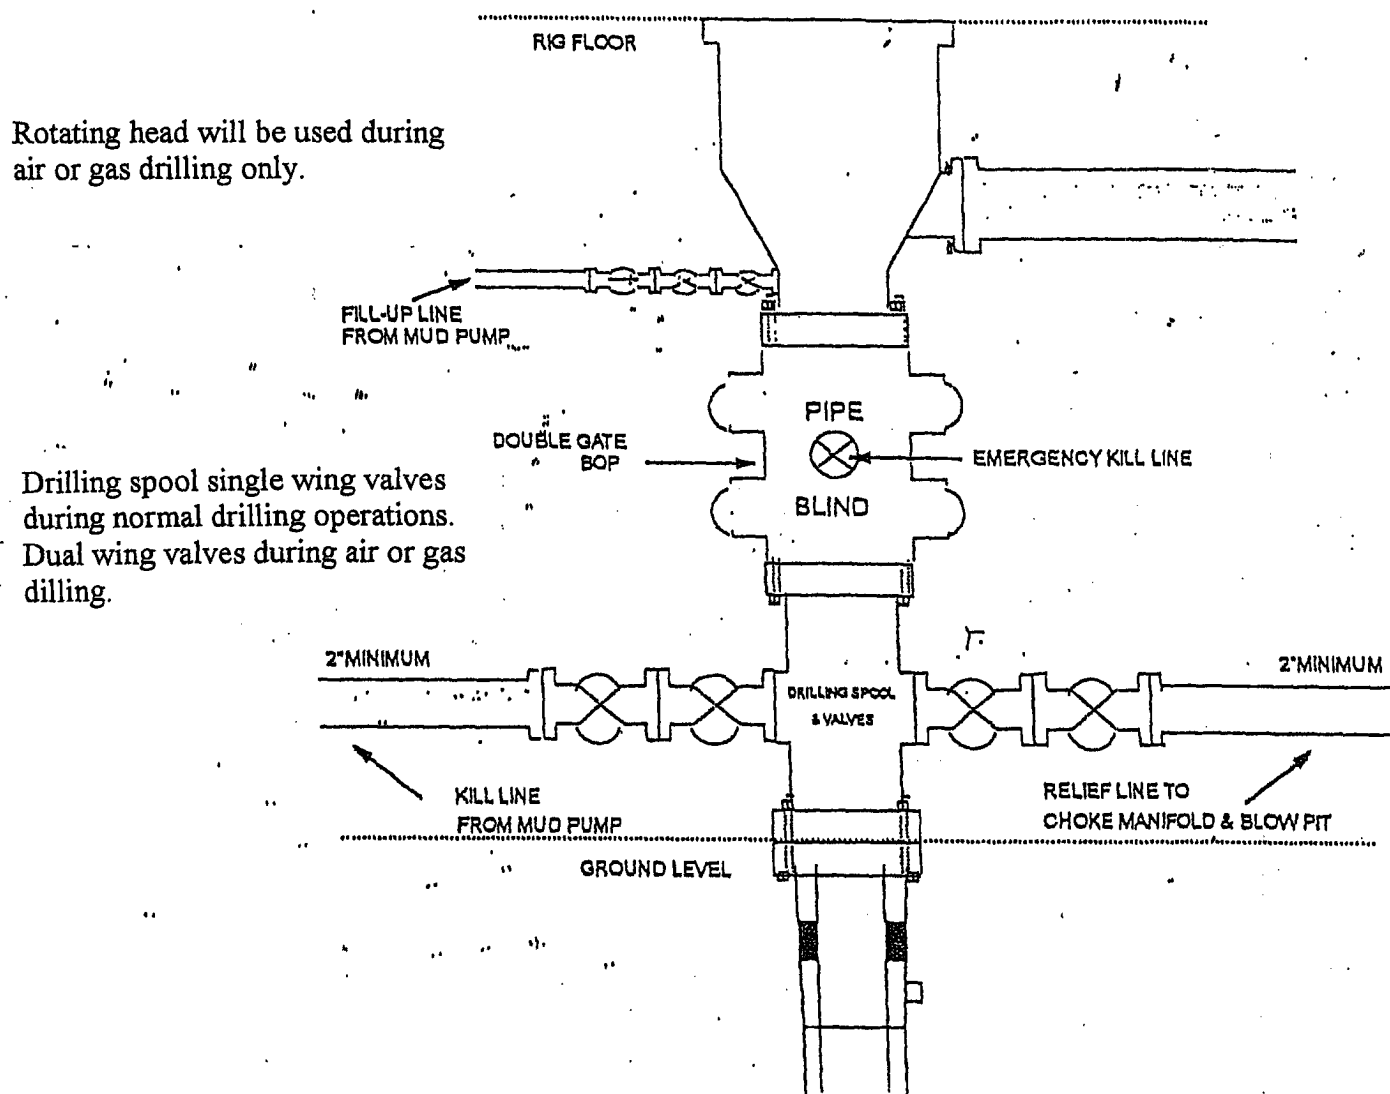 RIG FLOOR
Rotating head will be used during
air or gas drilling only.
FILL-UP LINE
FROM MUD PUMP
PIPE
DOUBLE GATE
BOP
EMERGENCY KILL LINE
BLIND
Drilling spool single wing valves
during normal drilling operations.
Dual wing valves during air or gas
dilling.
2"MINIMUM
2"MINIMUM
DRILLING SPOOL
& VALVES
KILL LINE
FROM MUD PUMP
RELIEF LINE TO
CHOKE MANIFOLD & BLOW PIT
GROUND LEVEL